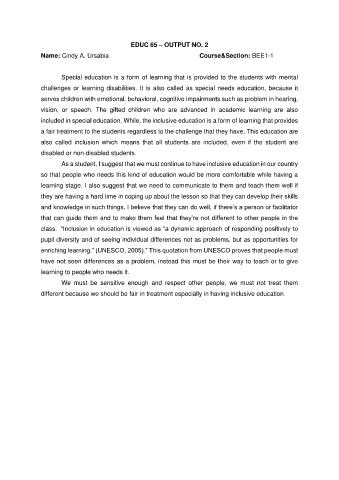 EDUC 65 – OUTPUT NO. 2
Name: Cindy A. Ursabia Course&Section: BEE1-1
Special education is a form of learning that is provided to the students with mental
challenges or learning disabilities. It is also called as special needs education, because it
serves children with emotional, behavioral, cognitive impairments such as problem in hearing,
vision, or speech. The gifted children who are advanced in academic learning are also
included in special education. While, the inclusive education is a form of learning that provides
a fair treatment to the students regardless to the challenge that they have. This education are
also called inclusion which means that all students are included, even if the student are
disabled or non-disabled students.
As a student, I suggest that we must continue to have inclusive education in our country
so that people who needs this kind of education would be more comfortable while having a
learning stage. I also suggest that we need to communicate to them and teach them well if
they are having a hard time in coping up about the lesson so that they can develop their skills
and knowledge in such things. I believe that they can do well, if there's a person or facilitator
that can guide them and to make them feel that they're not different to other people in the
class. "Inclusion in education is viewed as "a dynamic approach of responding positively to
pupil diversity and of seeing individual differences not as problems, but as opportunities for
enriching learning." (UNESCO, 2005)." This quotation from UNESCO proves that people must
have not seen differences as a problem, instead this must be their way to teach or to give
learning to people who needs it.
We must be sensitive enough and respect other people, we must not treat them
different because we should be fair in treatment especially in having inclusive education.